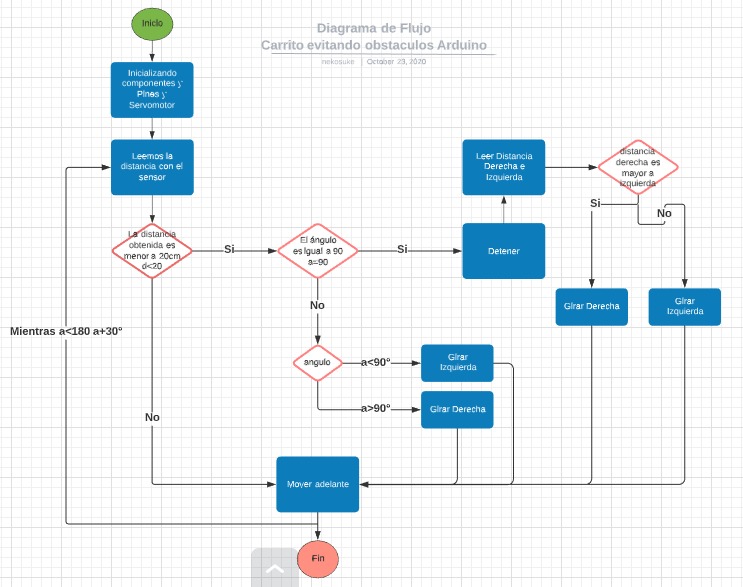 Diagrama de Flujo
Carrito evitando obstaculos Arduino
nekosuke | October 23, 2020
Inicio
Inicializando
componentes y
Pines y
Servomotor
Leemos la
distancia con el
sensor
La distancia
obtenida es
menor a 20cm
d<20
Si
El ángulo
es igual a 90
a=90
Si
Detener
Leer Distancia
Derecha e
Izquierda
distancia
derecha es
mayor a
izquierda
Si
No
Girar Derecha
Girar
Izquierda
No
angulo
a<90°
Girar
Izquierda
a>90°
Girar Derecha
Mientras a<180 a+30°
No
Mover adelante
Fin